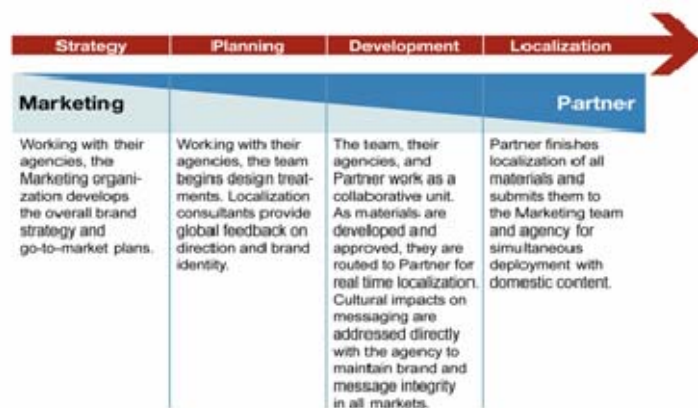 Strategy Planning Development Localization
Marketing Partner
Working with their
agencies, the
Marketing organi-
zation develops
the overall brand
strategy and
go-to-market plans.
Working with their
agencies, the team
begins design treat-
ments. Localization
consultants provide
global feedback on
direction and brand
identity.
The team, their
agencies, and
Partner work as a
collaborative unit.
As materials are
developed and
approved, they are
routed to Partner for
real time localization.
Cultural impacts on
messaging are
addressed directly
with the agency to
maintain brand and
message integrity
in all markets.
Partner finishes
localization of all
materials and
submits them to
the Marketing team
and agency for
simultaneous
deployment with
domestic content.